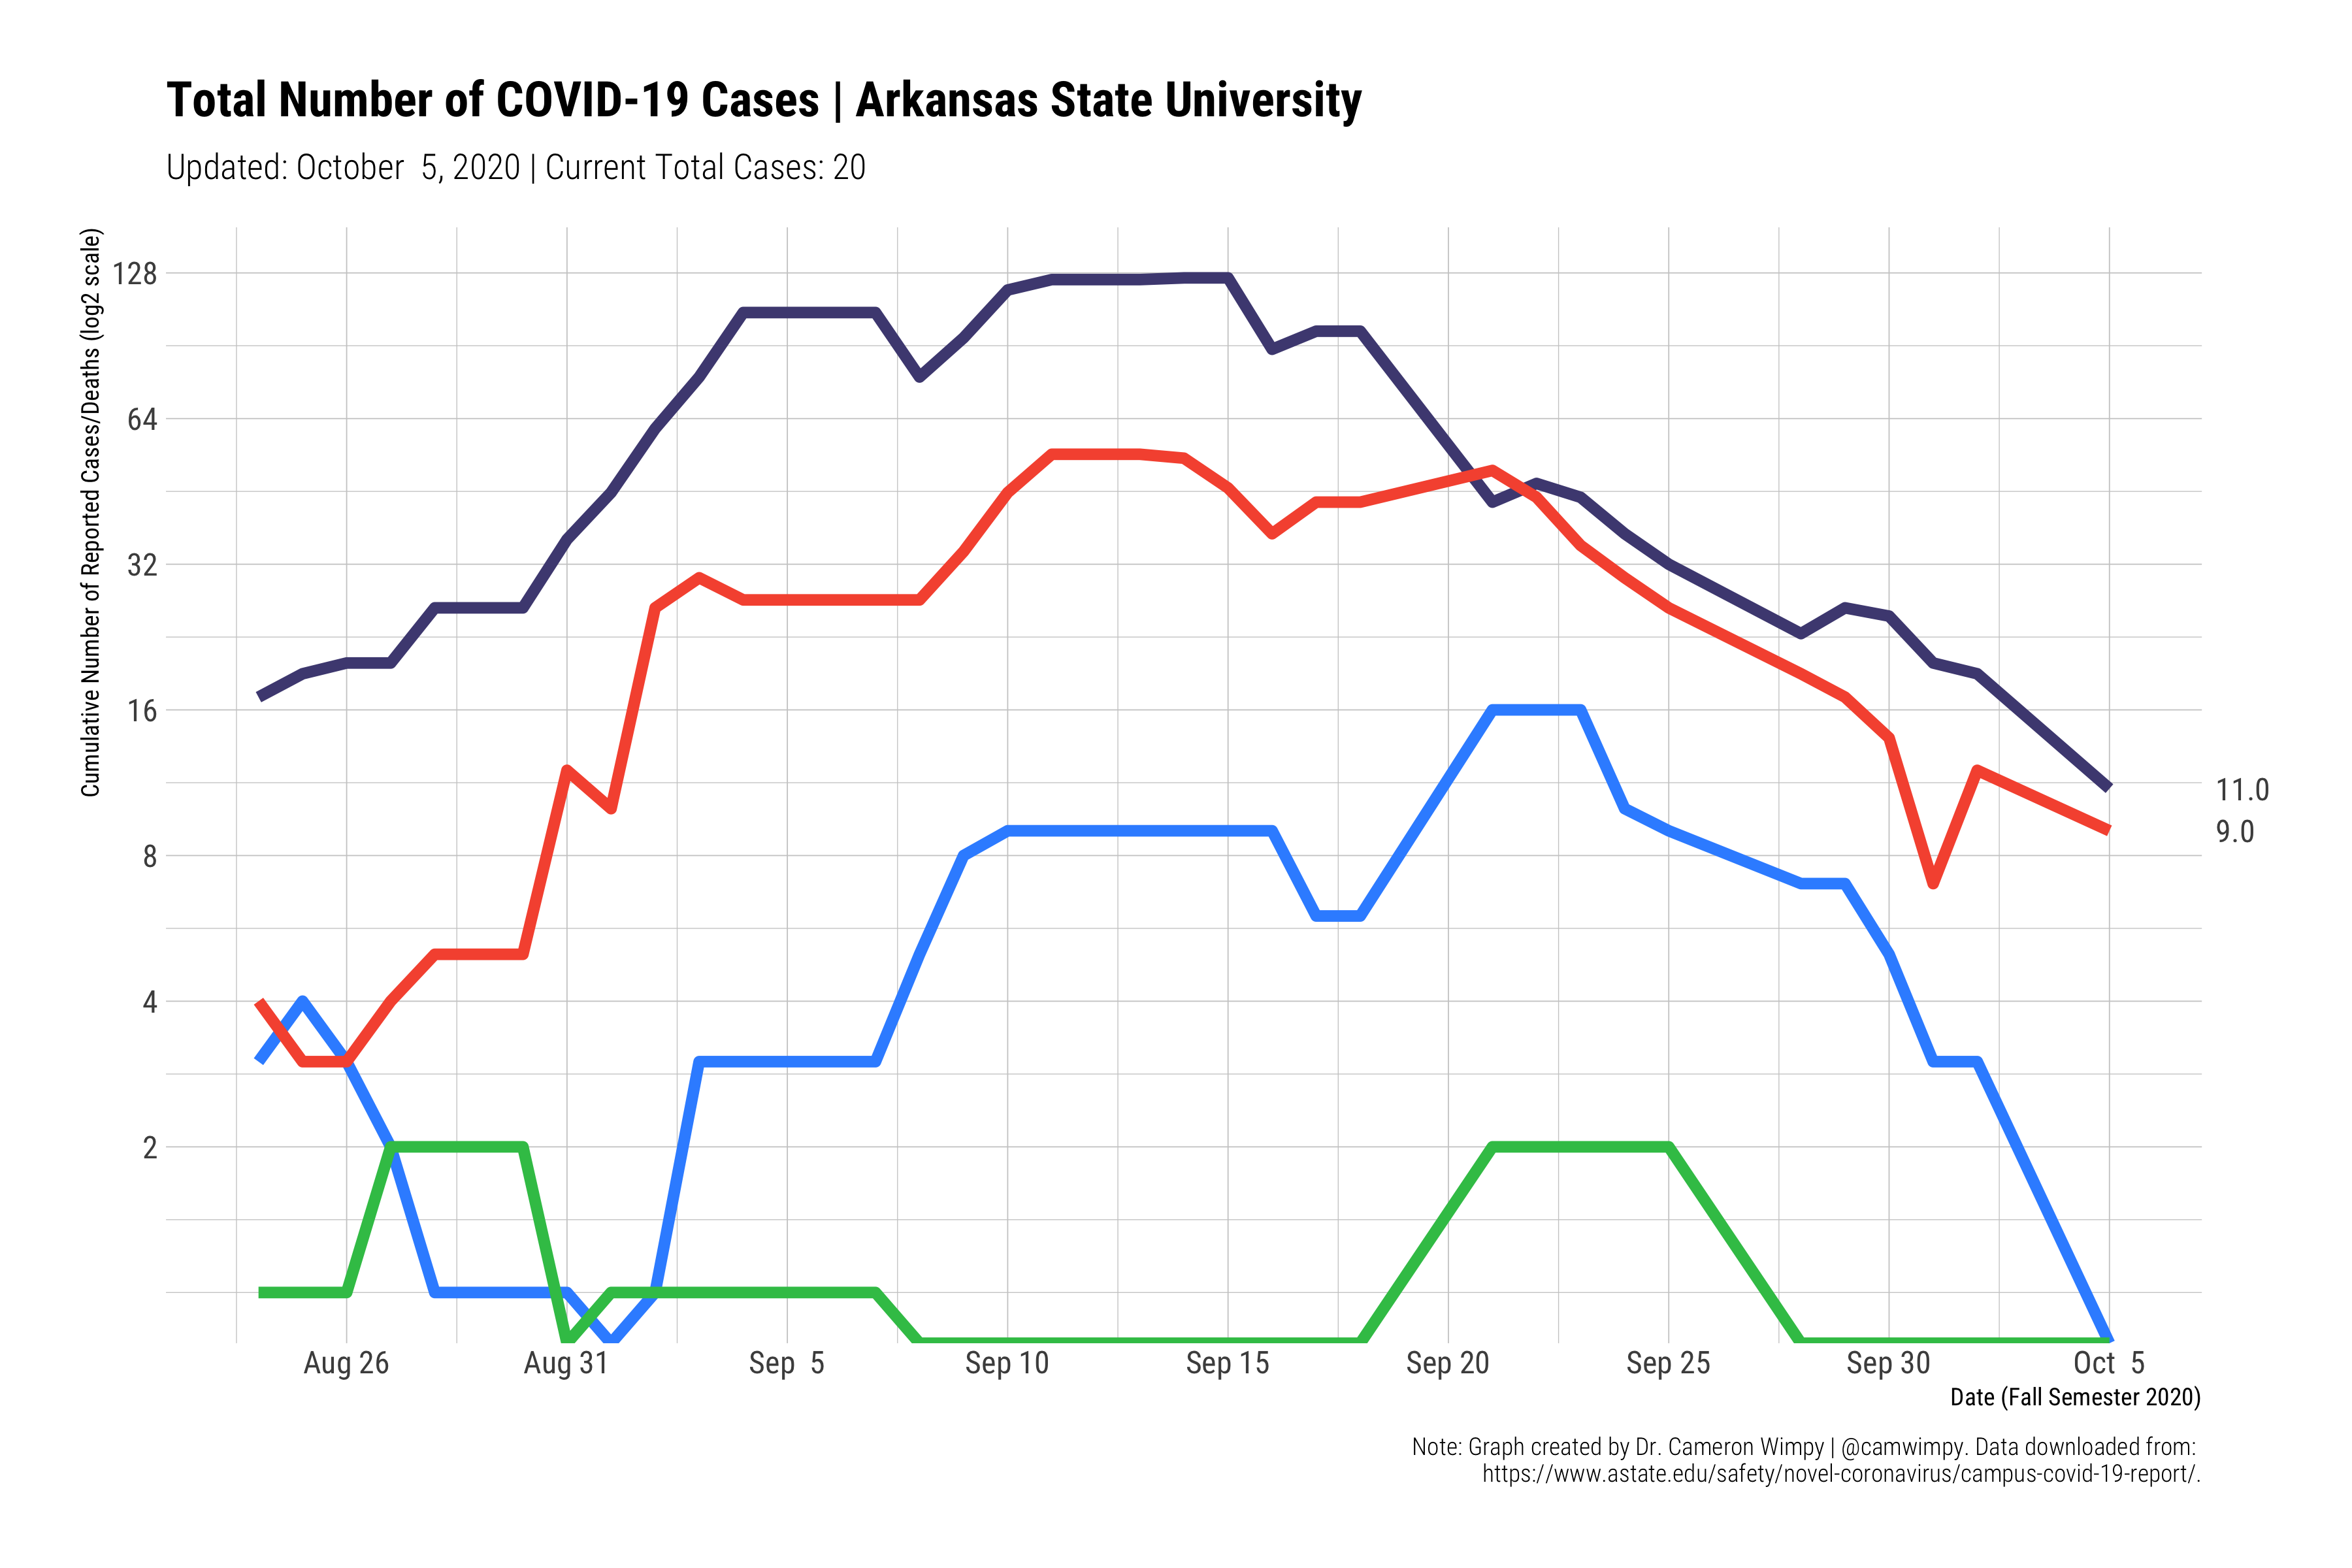 Total Number of COVID-19 Cases | Arkansas State University
Updated: October  5, 2020 | Current Total Cases: 20
Cumulative Number of Reported Cases/Deaths (log2 scale)
128
64
32
16
8
4
2
11.0
9.0
Aug 26 Aug 31 Sep  5 Sep 10 Sep 15 Sep 20 Sep 25 Sep 30 Oct  5
Date (Fall Semester 2020)
Note: Graph created by Dr. Cameron Wimpy | @camwimpy. Data downloaded from:
https://www.astate.edu/safety/novel-coronavirus/campus-covid-19-report/.